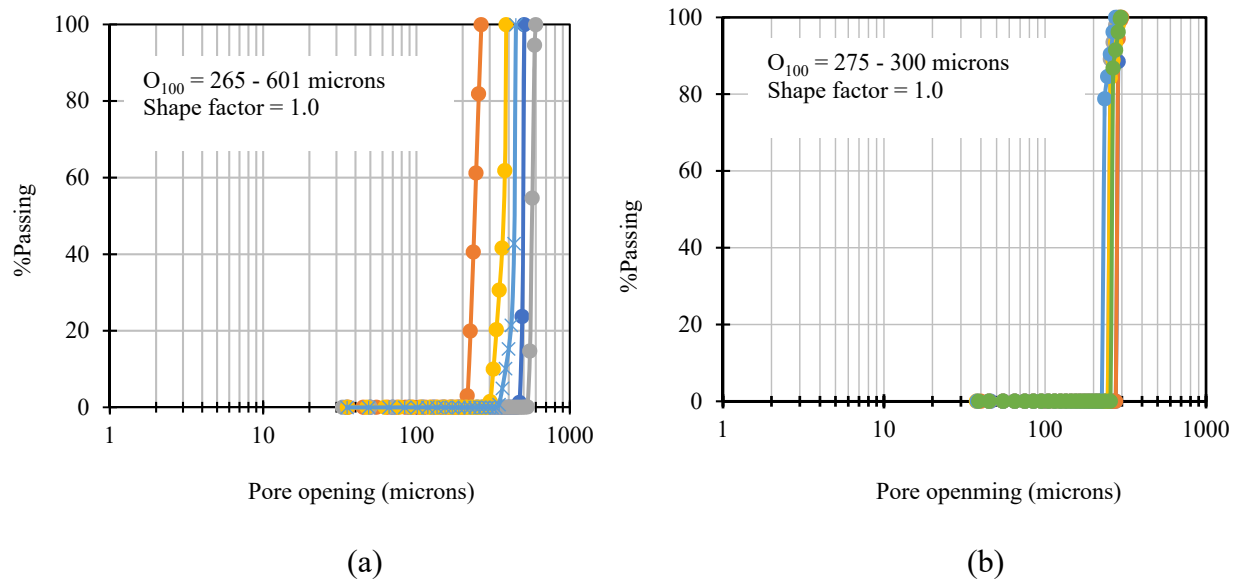 100
80
60
40
20
0
%Passing
O100 = 265 - 601 microns
Shape factor = 1.0
1
10
100
1000
Pore opening (microns)
(a)
100
80
60
40
20
0
%Passing
O100 = 275 - 300 microns
Shape factor = 1.0
1
10
100
1000
Pore openming (microns)
(b)